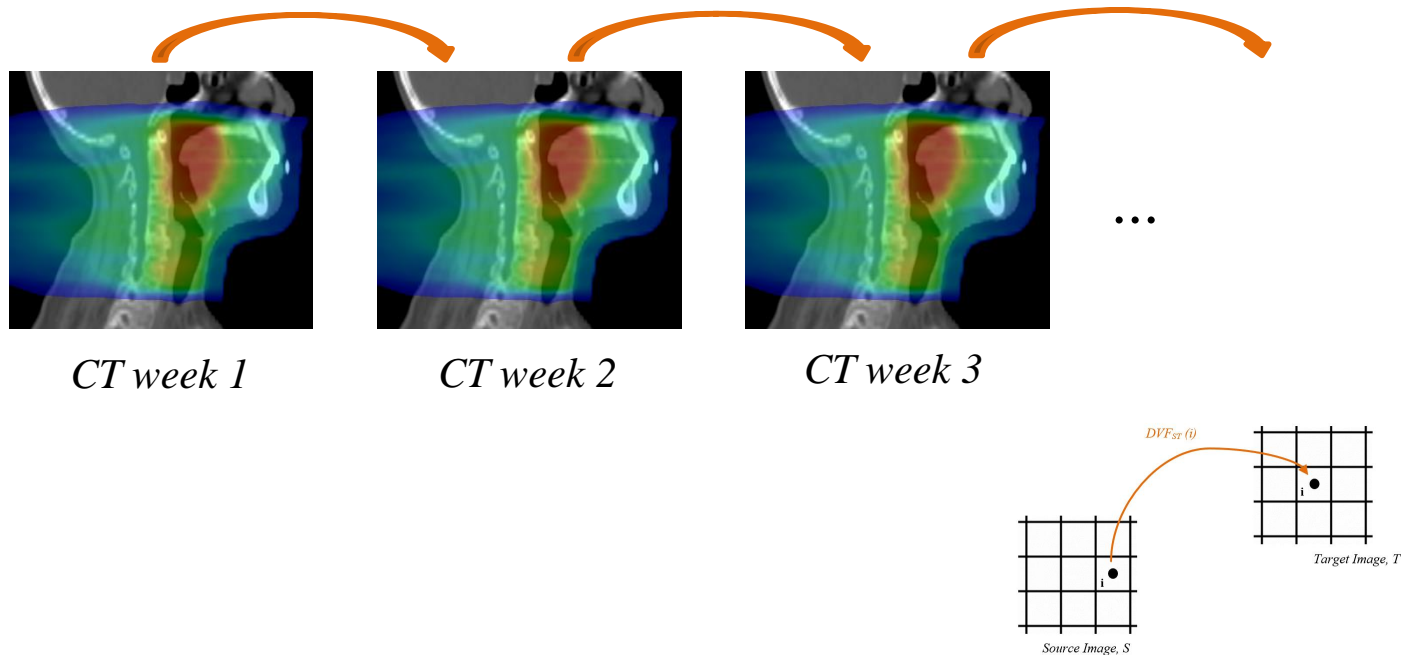 ...
CT week 1
CT week 2
CT week 3
DVF_ST (i)
i
Target Image, T
i
Source Image, S